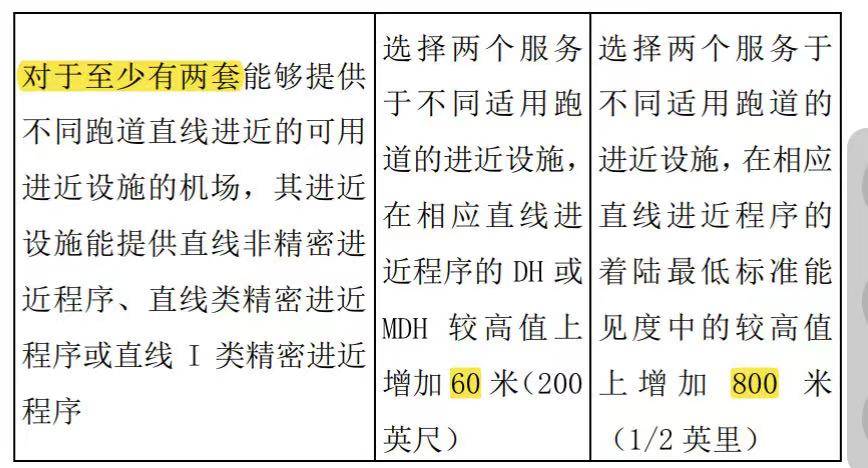 对于至少有两套能够提供
不同跑道直线进近的可用
进近设施的机场，其进近
设施能提供直线非精密进
近程序、直线类精密进近
程序或直线 I 类精密进近
程序
选择两个服务
于不同适用跑
道的进近设施，
在相应直线进
近程序的 DH 或
MDH 较高值上
增加 60 米（200
英尺）
选择两个服务于
不同适用跑道的
进近设施，在相应
直线进近程序的
着陆最低标准能
见度中的较高值
上增加 800 米
（1/2 英里）